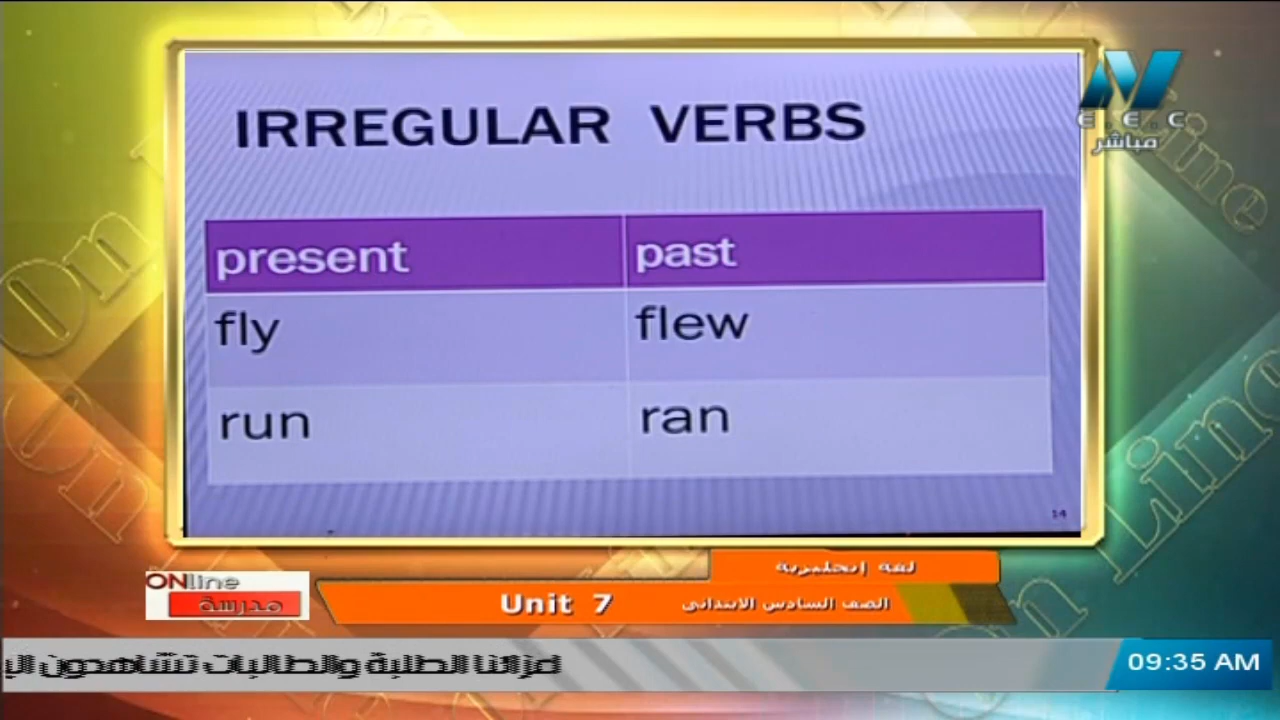 IRREGULAR VERBS
present past
fly flew
run ran
14
E.E.C
مباشر
لغة إنجليزية
ONline
مدرسة
Unit 7
الصف السادس الابتدائى
اعزائنا الطلبة والطالبات تشاهدون
09:35 AM